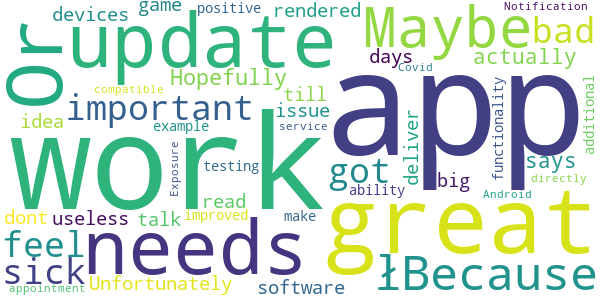 devices game positive rendered Notification
or update Maybe bad
Hopefully days actually
compatible till Covid
idea important issue app
example service
work Exposure testing got deliver says functionality additional
read ability big Android directly
dont useless talk improved make great
feel needs
sick Unfortunately software łBecause
appointment